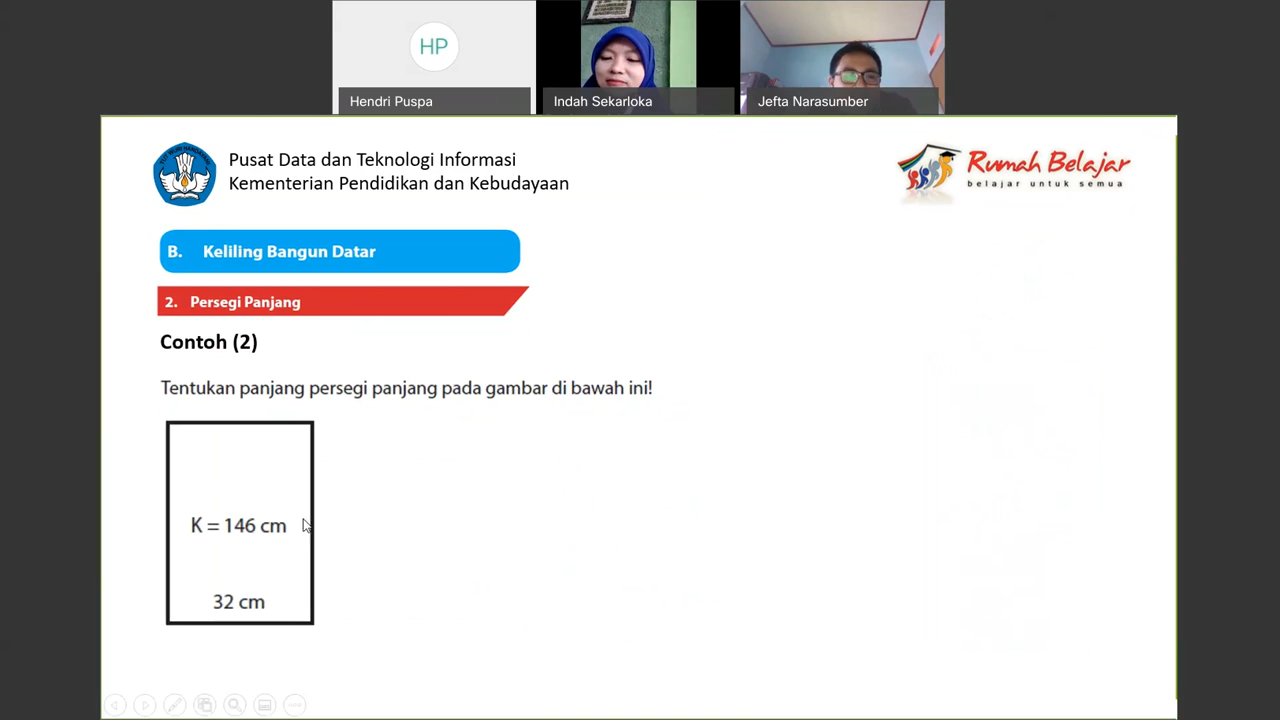 HP
Hendri Puspa
Indah Sekarloka
Jefta Narasumber
Pusat Data dan Teknologi Informasi
Kementerian Pendidikan dan Kebudayaan
Rumah Belajar
belajar untuk semua
B. Keliling Bangun Datar
2. Persegi Panjang
Contoh (2)
Tentukan panjang persegi panjang pada gambar di bawah ini!
K = 146 cm
32 cm